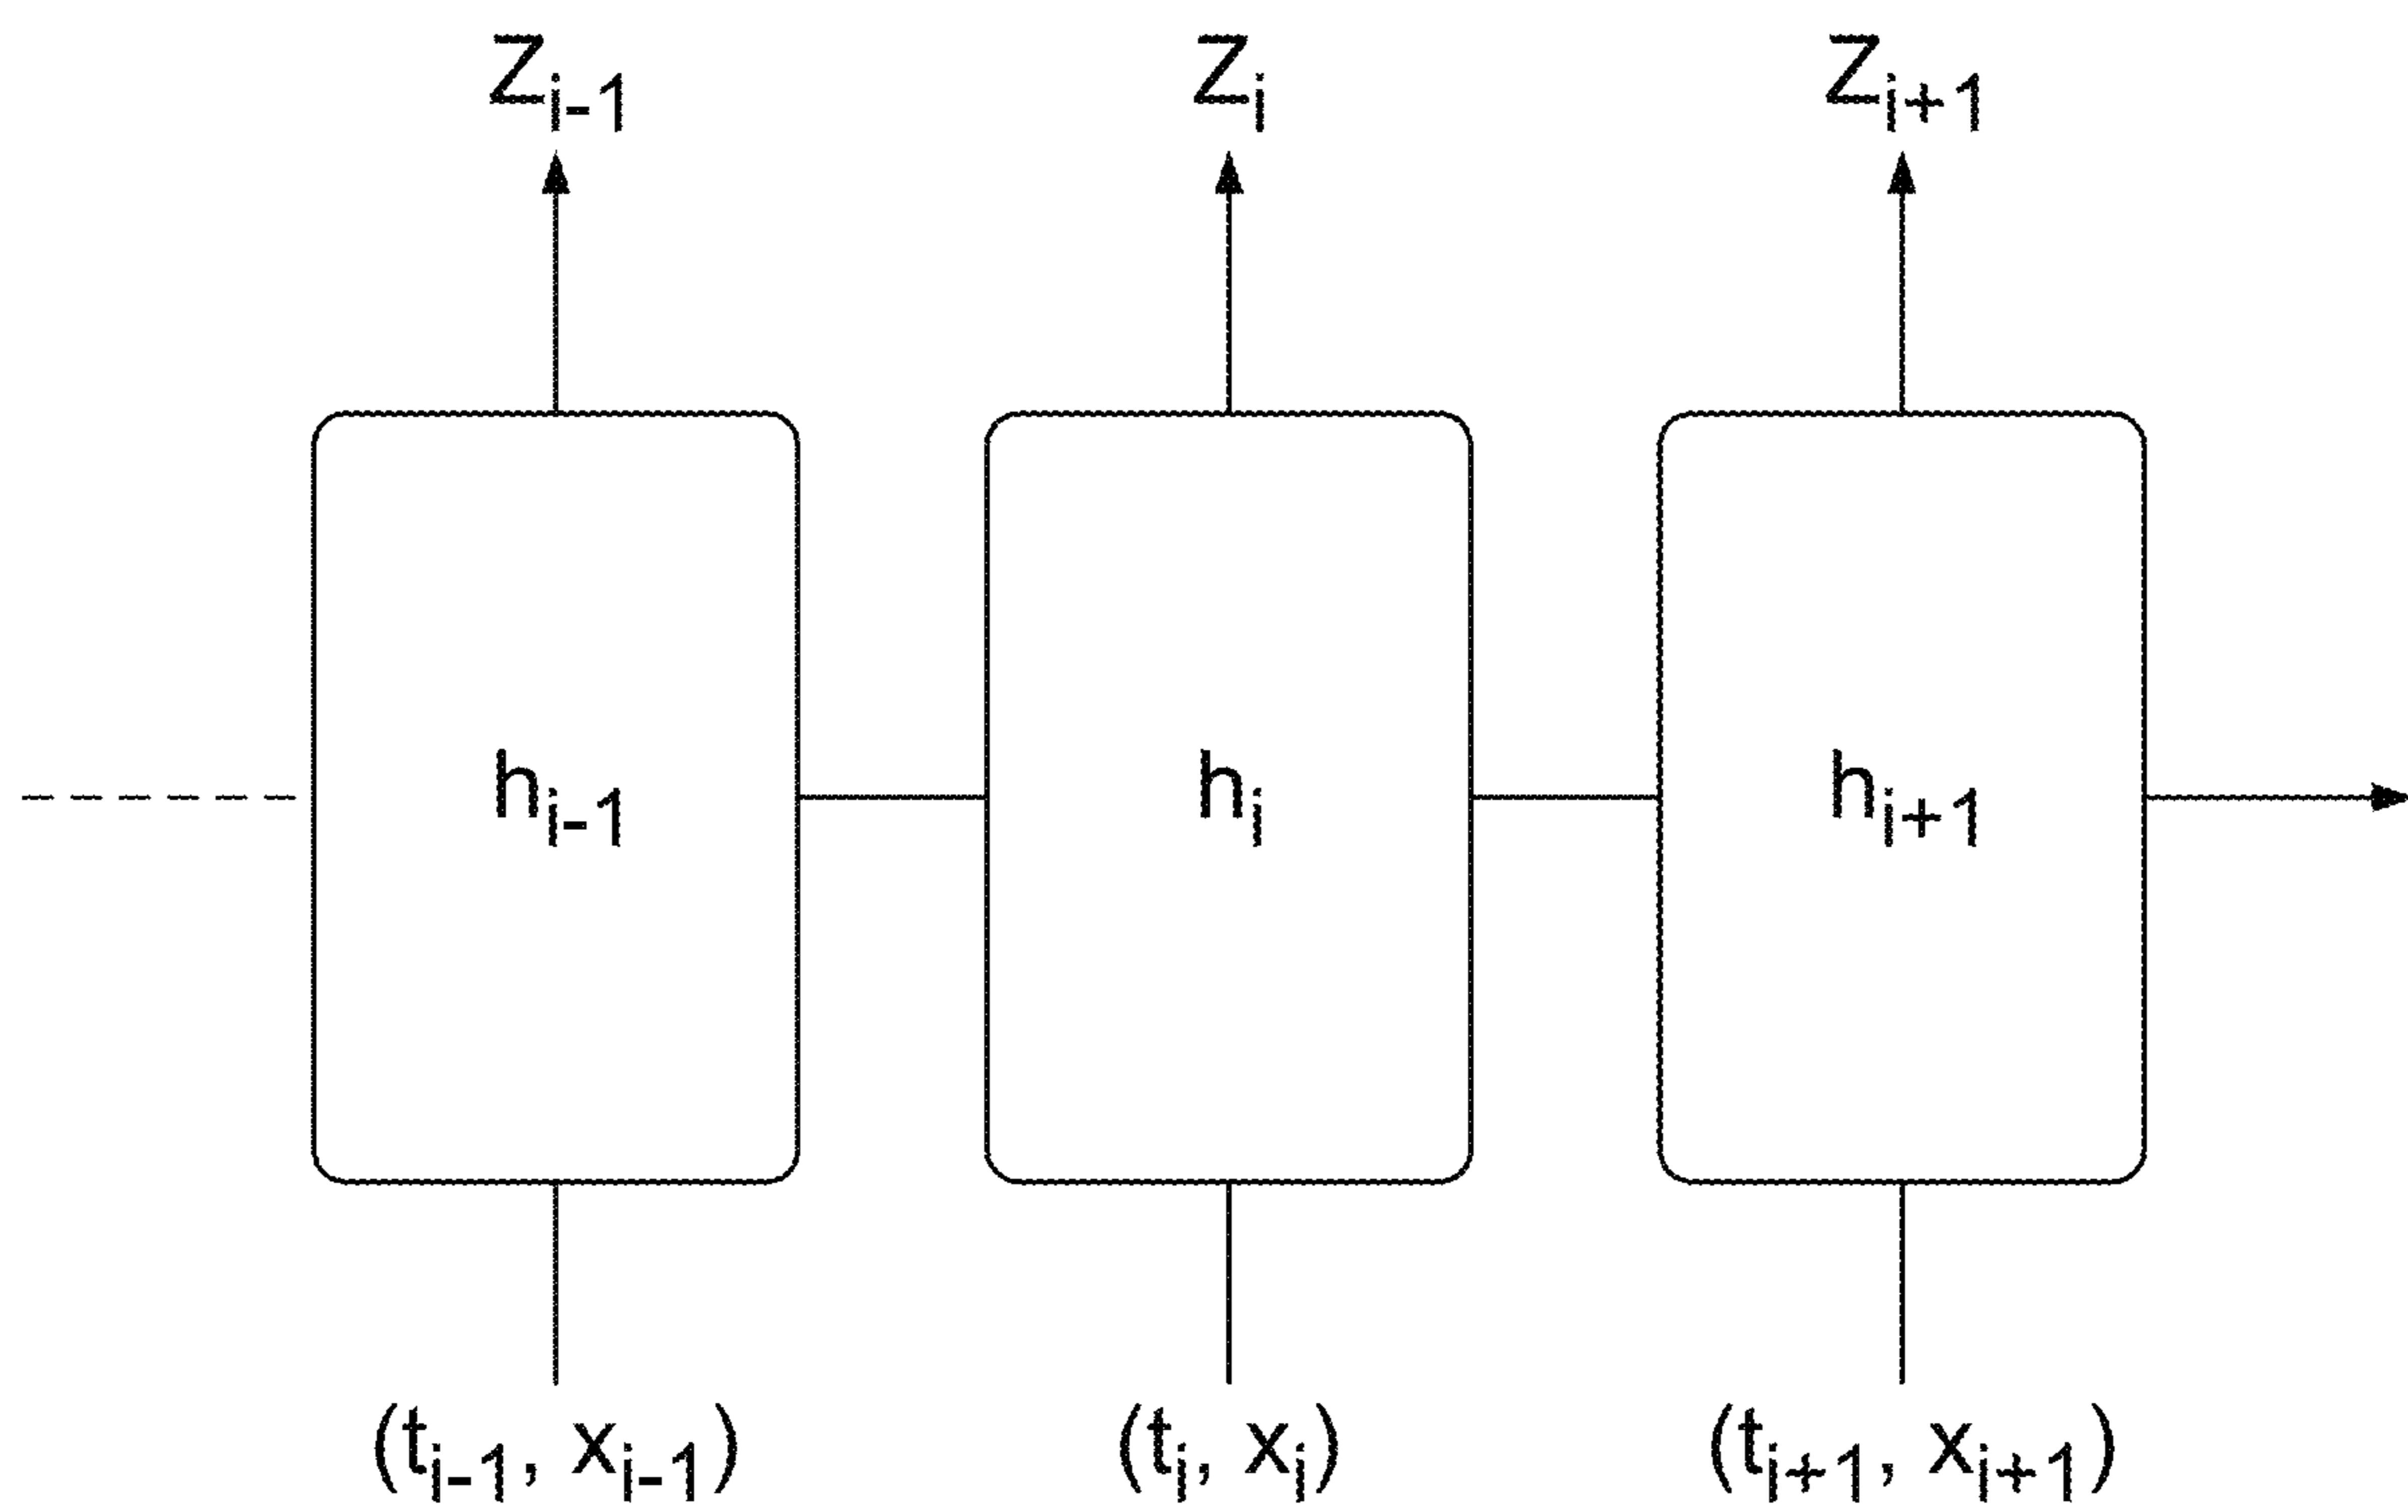 Z_{i-1} Z_i Z_{i+1}
h_{i-1} h_i h_{i+1}
(t_{i-1}, x_{i-1}) (t_i, x_i) (t_{i+1}, x_{i+1})